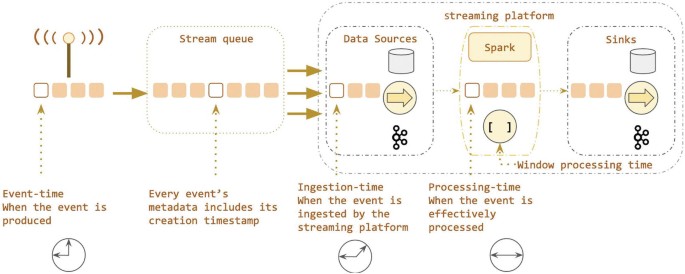 streaming platform
Stream queue
Data Sources
Spark
Sinks
[ ]
Window processing time
Event-time
When the event is
produced
Every event's
metadata includes its
creation timestamp
Ingestion-time
When the event is
ingested by the
streaming platform
Processing-time
When the event is
effectively
processed